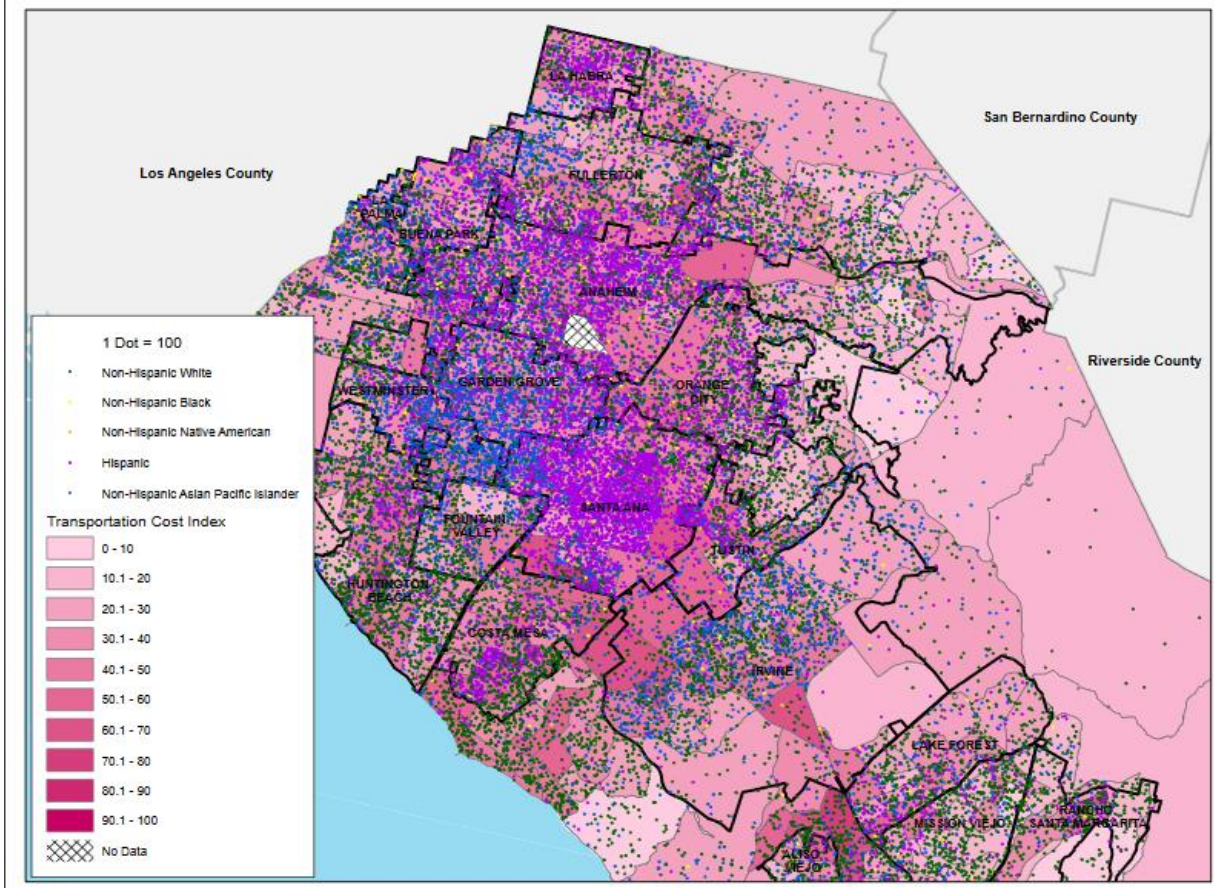 LA HABRA
San Bernardino County
Los Angeles County
FULLERTON
LA
PALMA
BUENA PARK
ANAHEIM
Riverside County
WESTMINSTER
GARDEN GROVE
ORANGE
CITY
SANTA ANA
FOUNTAIN
VALLEY
TUSTIN
HUNTINGTON
BEACH
COSTA MESA
IRVINE
LAKE FOREST
MISSION VIEJO
RANCHO
SANTA MARGARITA
ALISO
VIEJO
1 Dot = 100
Non-Hispanic White
Non-Hispanic Black
Non-Hispanic Native American
Hispanic
Non-Hispanic Asian Pacific Islander
Transportation Cost Index
0 - 10
10.1 - 20
20.1 - 30
30.1 - 40
40.1 - 50
50.1 - 60
60.1 - 70
70.1 - 80
80.1 - 90
90.1 - 100
No Data